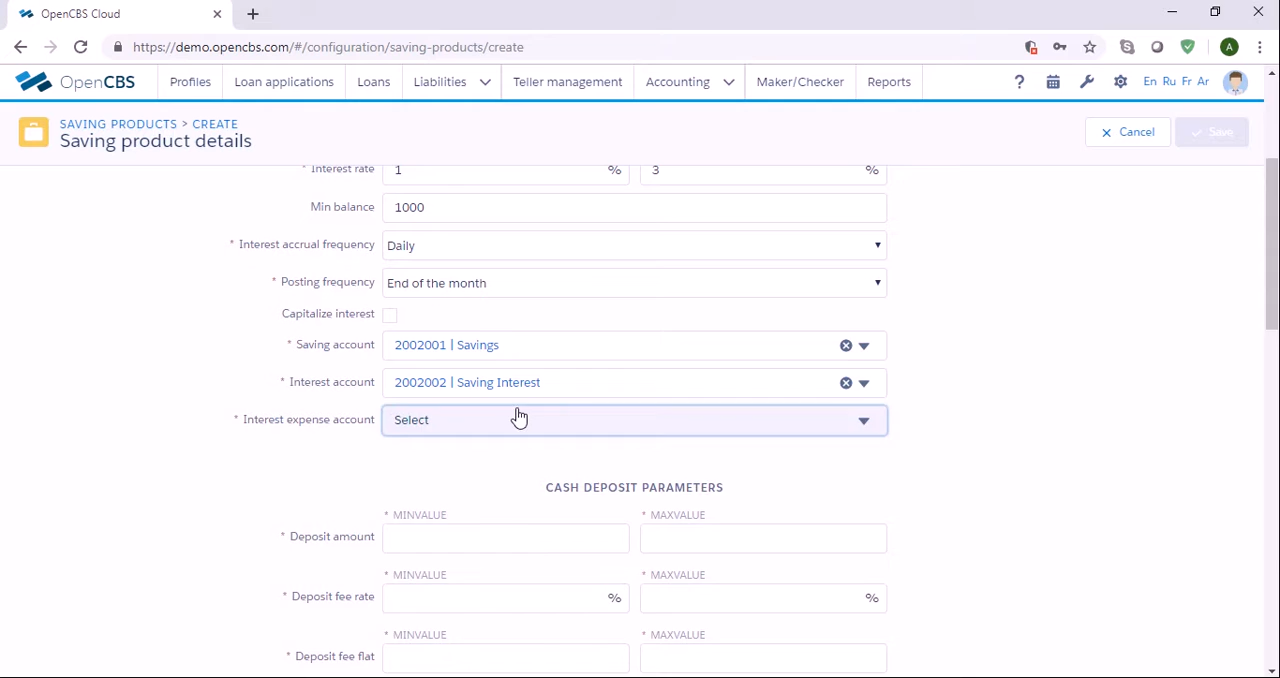 OpenCBS Cloud
https://demo.opencbs.com/#/configuration/saving-products/create
A
OpenCBS
Profiles
Loan applications
Loans
Liabilities
Teller management
Accounting
Maker/Checker
Reports
?
En Ru Fr Ar
SAVING PRODUCTS > CREATE
Saving product details
Cancel
Save
* Interest rate
1 %
3 %
Min balance
1000
* Interest accrual frequency
Daily
* Posting frequency
End of the month
Capitalize interest
* Saving account
2002001 | Savings
* Interest account
2002002 | Saving Interest
* Interest expense account
Select
CASH DEPOSIT PARAMETERS
* MINVALUE
* MAXVALUE
* Deposit amount
* MINVALUE
* MAXVALUE
* Deposit fee rate
%
%
* MINVALUE
* MAXVALUE
* Deposit fee flat